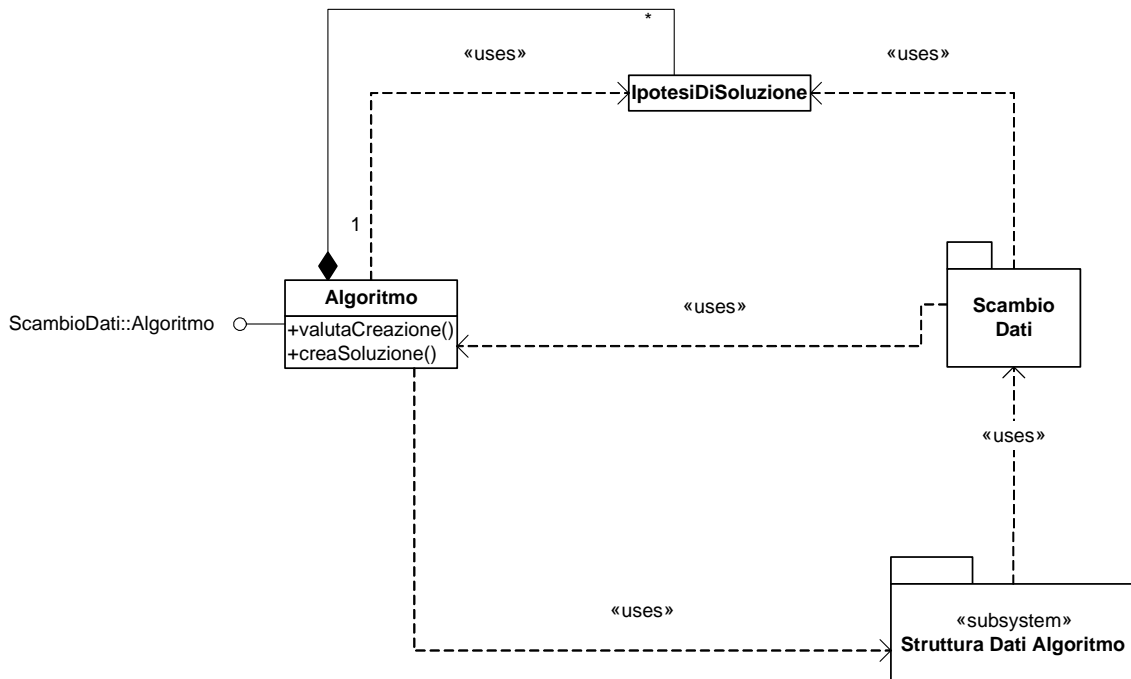 *
«uses»
«uses»
IpotesiDiSoluzione
1
Algoritmo
+valutaCreazione()
+creaSoluzione()
ScambioDati::Algoritmo
«uses»
Scambio
Dati
«uses»
«uses»
«subsystem»
Struttura Dati Algoritmo